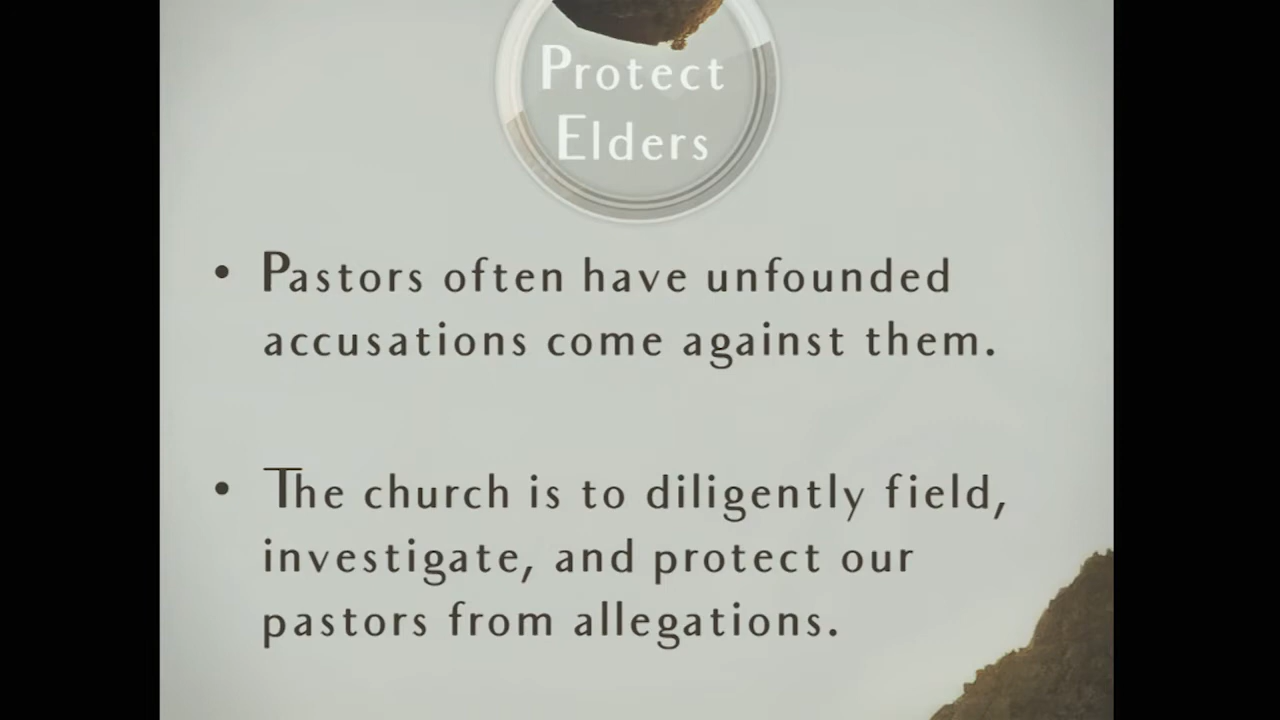 Protect
Elders
• Pastors often have unfounded
accusations come against them.
• The church is to diligently field,
investigate, and protect our
pastors from allegations.